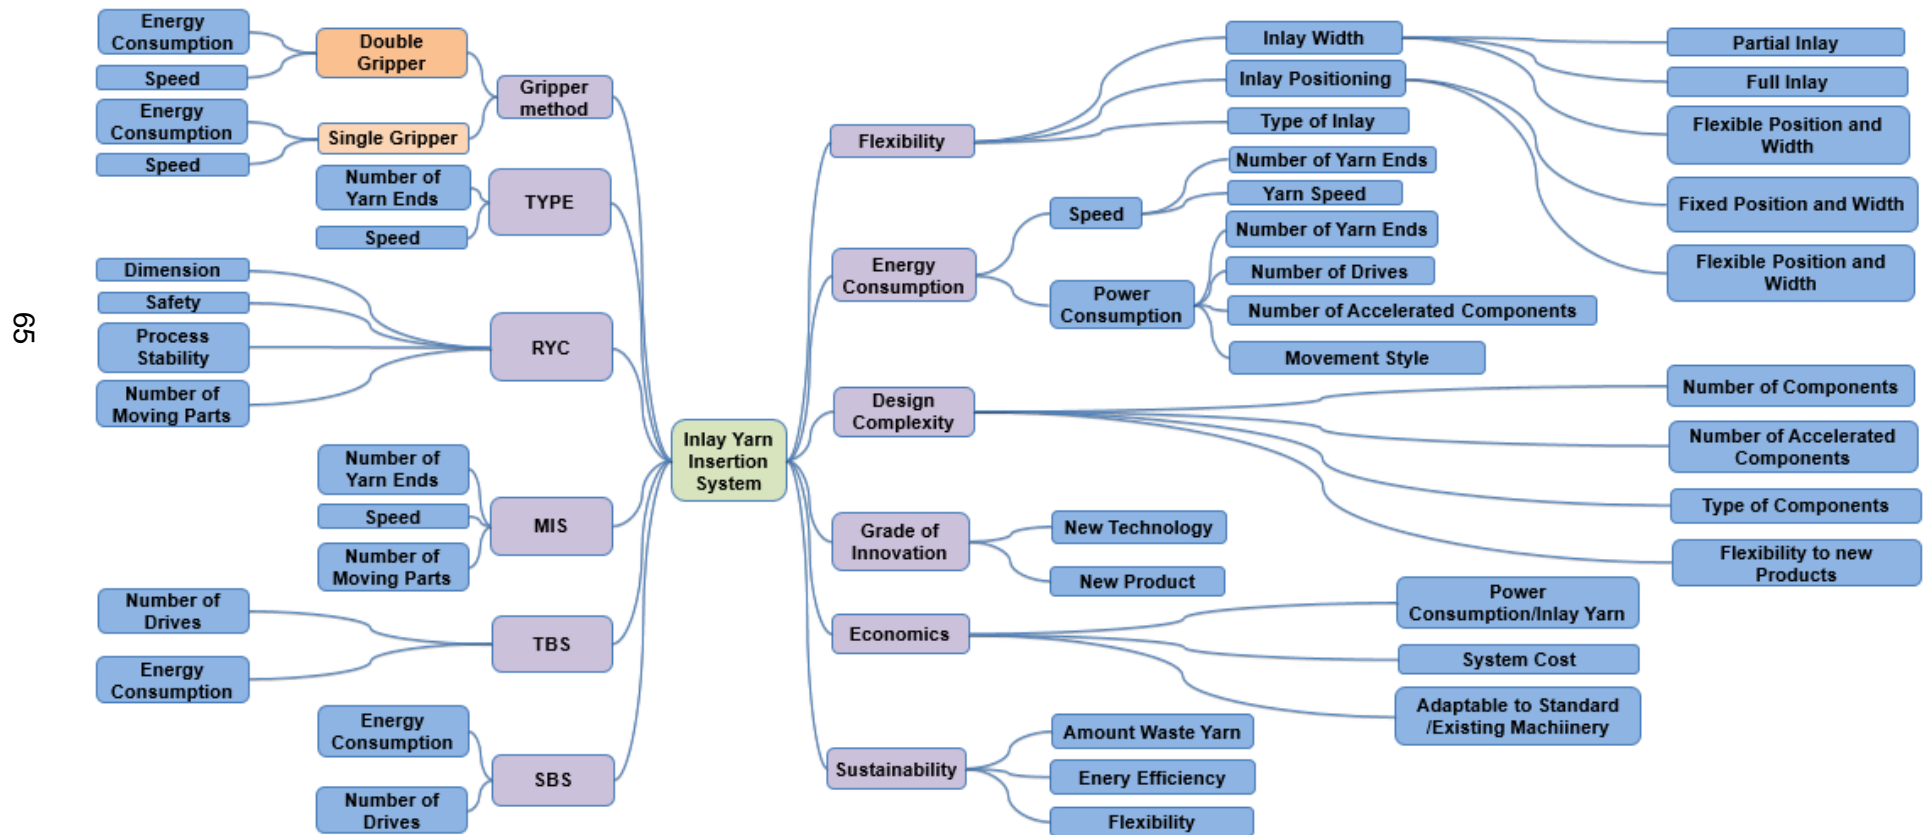 Energy
Consumption
Speed
Double
Gripper
Energy
Consumption
Speed
Single Gripper
Gripper
method
Number of
Yarn Ends
Speed
TYPE
Dimension
Safety
Process
Stability
Number of
Moving Parts
RYC
Number of
Yarn Ends
Speed
Number of
Moving Parts
MIS
Number of
Drives
Energy
Consumption
TBS
Energy
Consumption
Number of
Drives
SBS
65
Inlay Yarn
Insertion
System
Flexibility
Inlay Width
Inlay Positioning
Type of Inlay
Partial Inlay
Full Inlay
Flexible Position and
Width
Fixed Position and Width
Flexible Position and
Width
Energy
Consumption
Speed
Number of Yarn Ends
Yarn Speed
Power
Consumption
Number of Yarn Ends
Number of Drives
Number of Accelerated Components
Movement Style
Design
Complexity
Number of Components
Number of Accelerated
Components
Type of Components
Flexibility to new
Products
Grade of
Innovation
New Technology
New Product
Economics
Power
Consumption/Inlay Yarn
System Cost
Adaptable to Standard
/Existing Machiinery
Sustainability
Amount Waste Yarn
Enery Efficiency
Flexibility